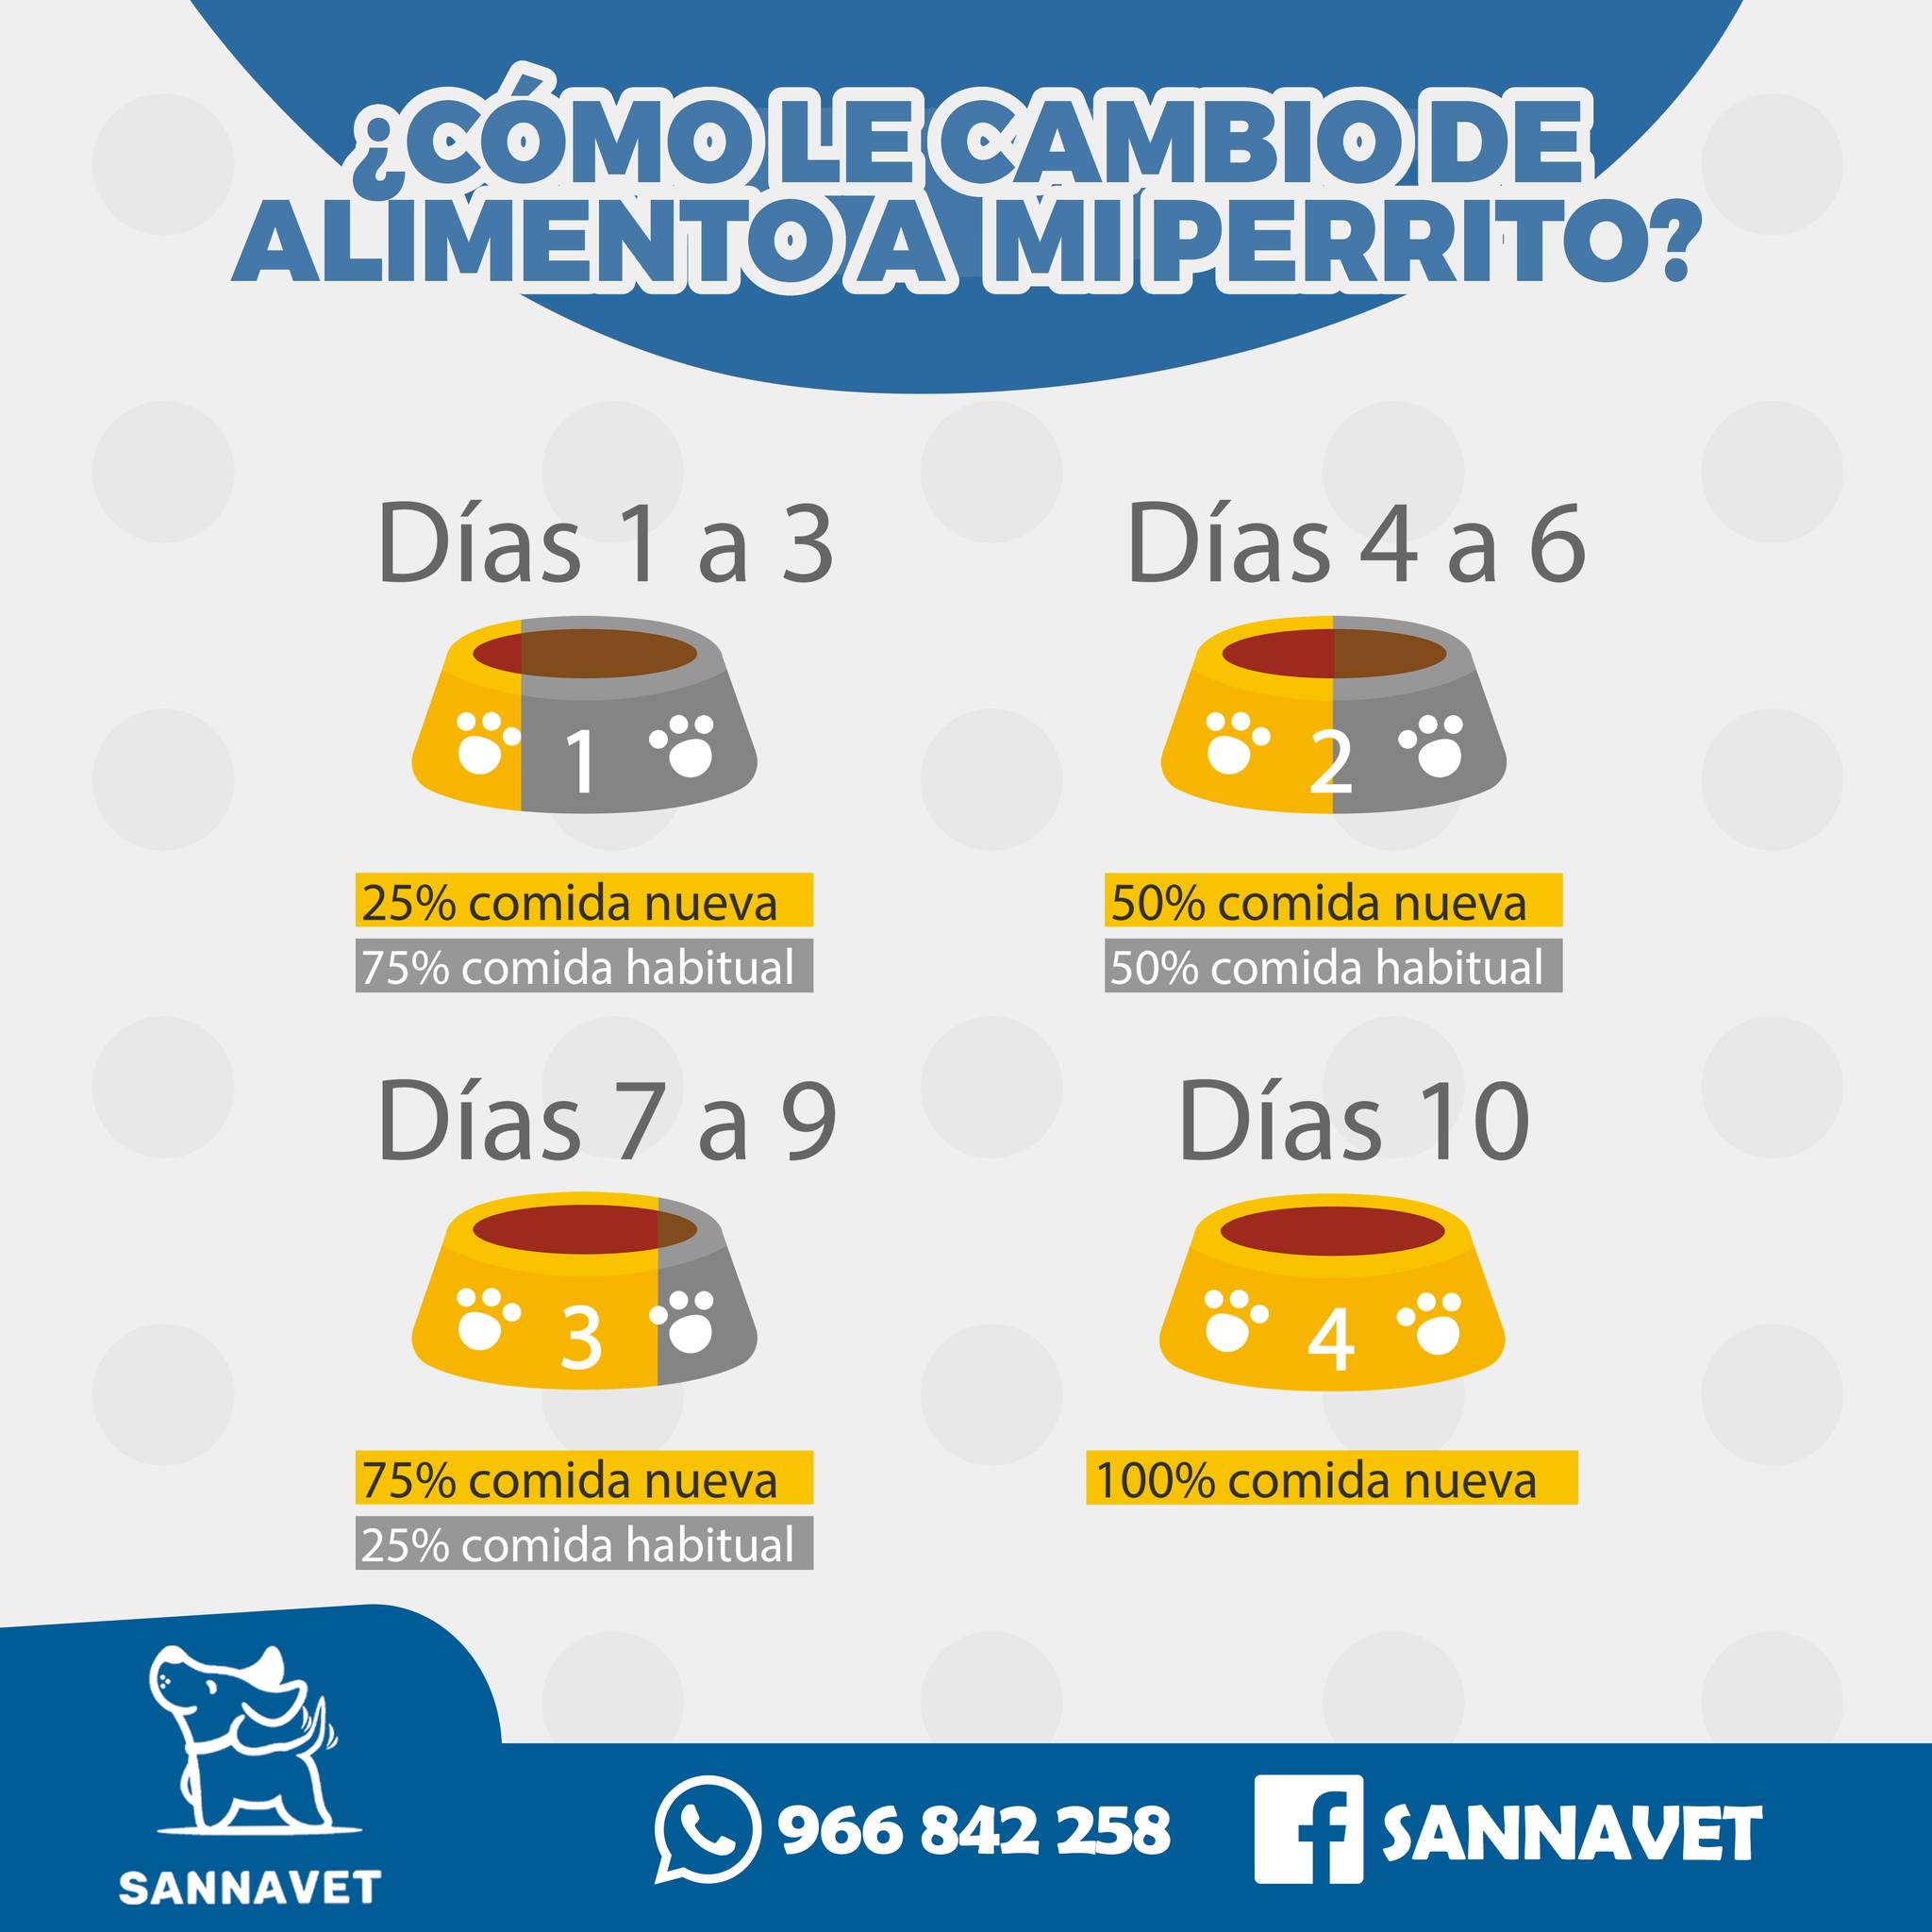 ¿CÓMO LE CAMBIO DE
ALIMENTO A MI PERRITO?
Días 1 a 3
1
25% comida nueva
75% comida habitual
Días 4 a 6
2
50% comida nueva
50% comida habitual
Días 7 a 9
3
75% comida nueva
25% comida habitual
Días 10
4
100% comida nueva
SANNAVET
966 842 258
SANNAVET